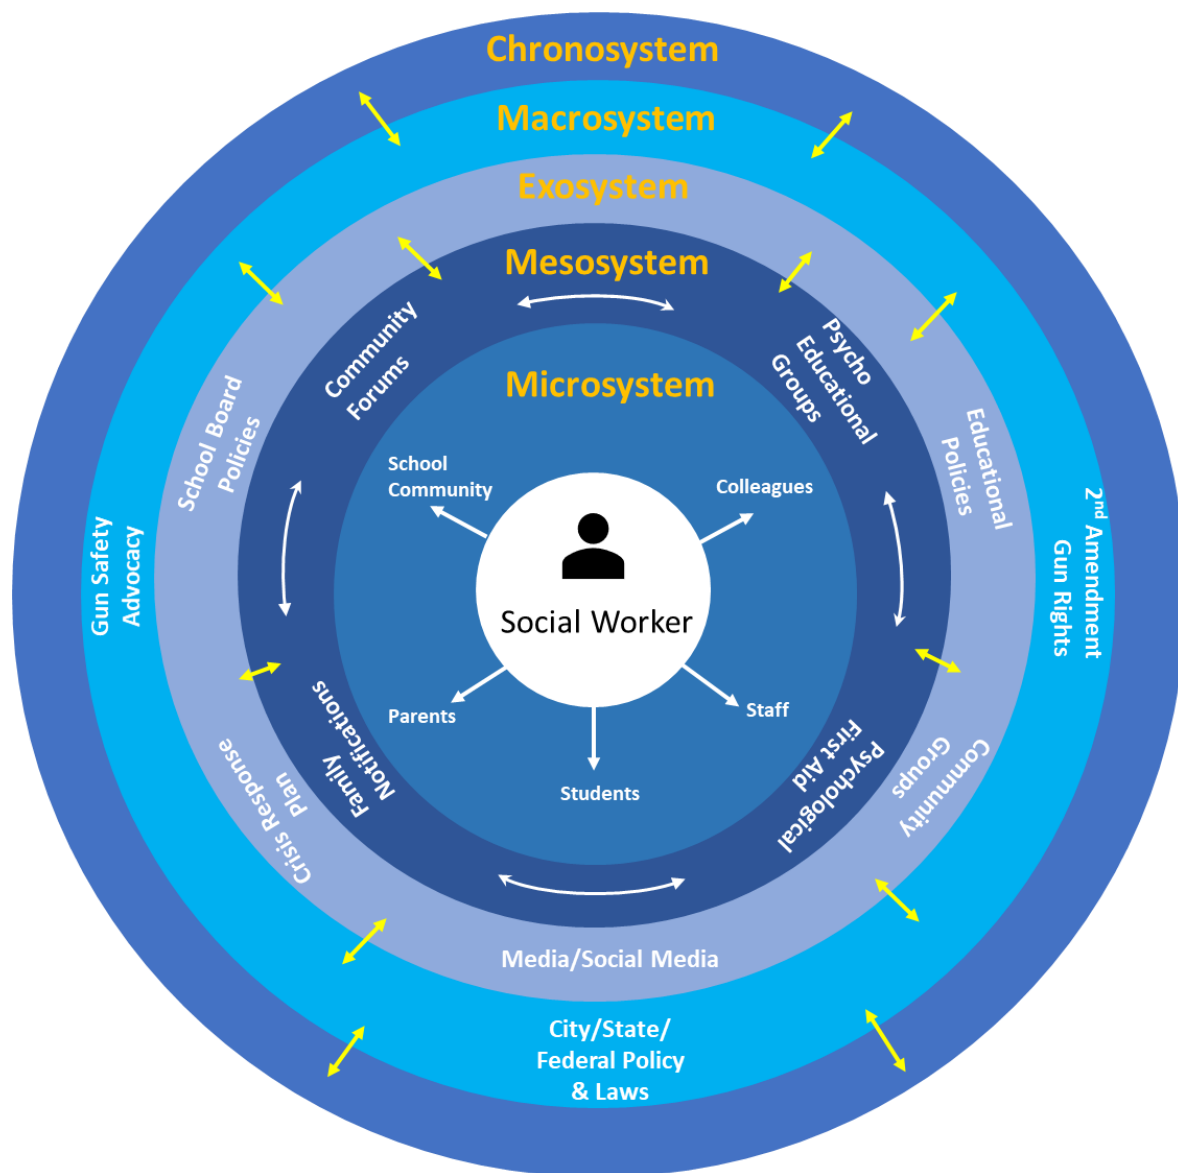 Chronosystem
Macrosystem
Exosystem
Mesosystem
Community
Forums
Psycho
Educational
Groups
Microsystem
School Board
Policies
Educational
Policies
School
Community
Colleagues
Gun Safety
Advocacy
2nd Amendment
Gun Rights
Social Worker
Parents
Staff
Students
Family
Notifications
Psychological
First Aid
Crisis Response
Plan
Community
Groups
Media/Social Media
City/State/
Federal Policy
& Laws